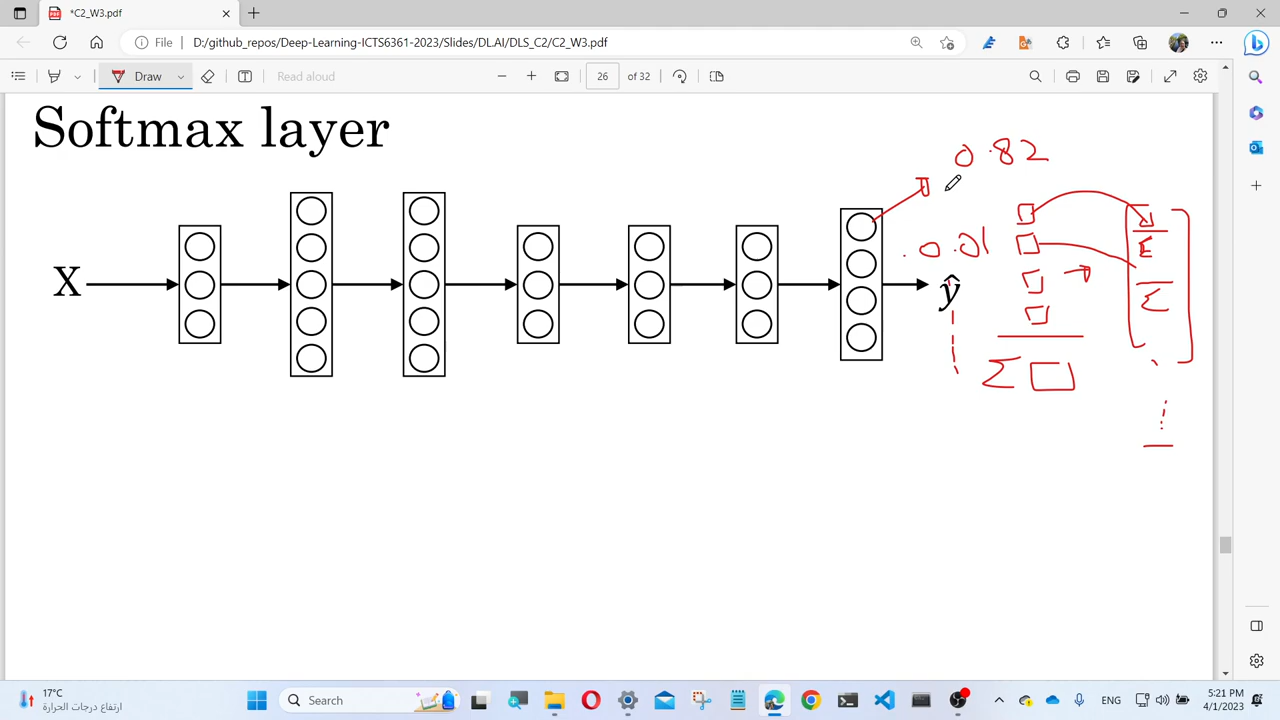 *C2_W3.pdf
File
D:/github_repos/Deep-Learning-ICTS6361-2023/Slides/DL.AI/DLS_C2/C2_W3.pdf
Draw
Read aloud
26 of 32
Softmax layer
0.82
0.01
Σ
Σ
X
ŷ
Σ
17°C
ارتفاع درجات الحرارة
Search
ENG
5:21 PM
4/1/2023